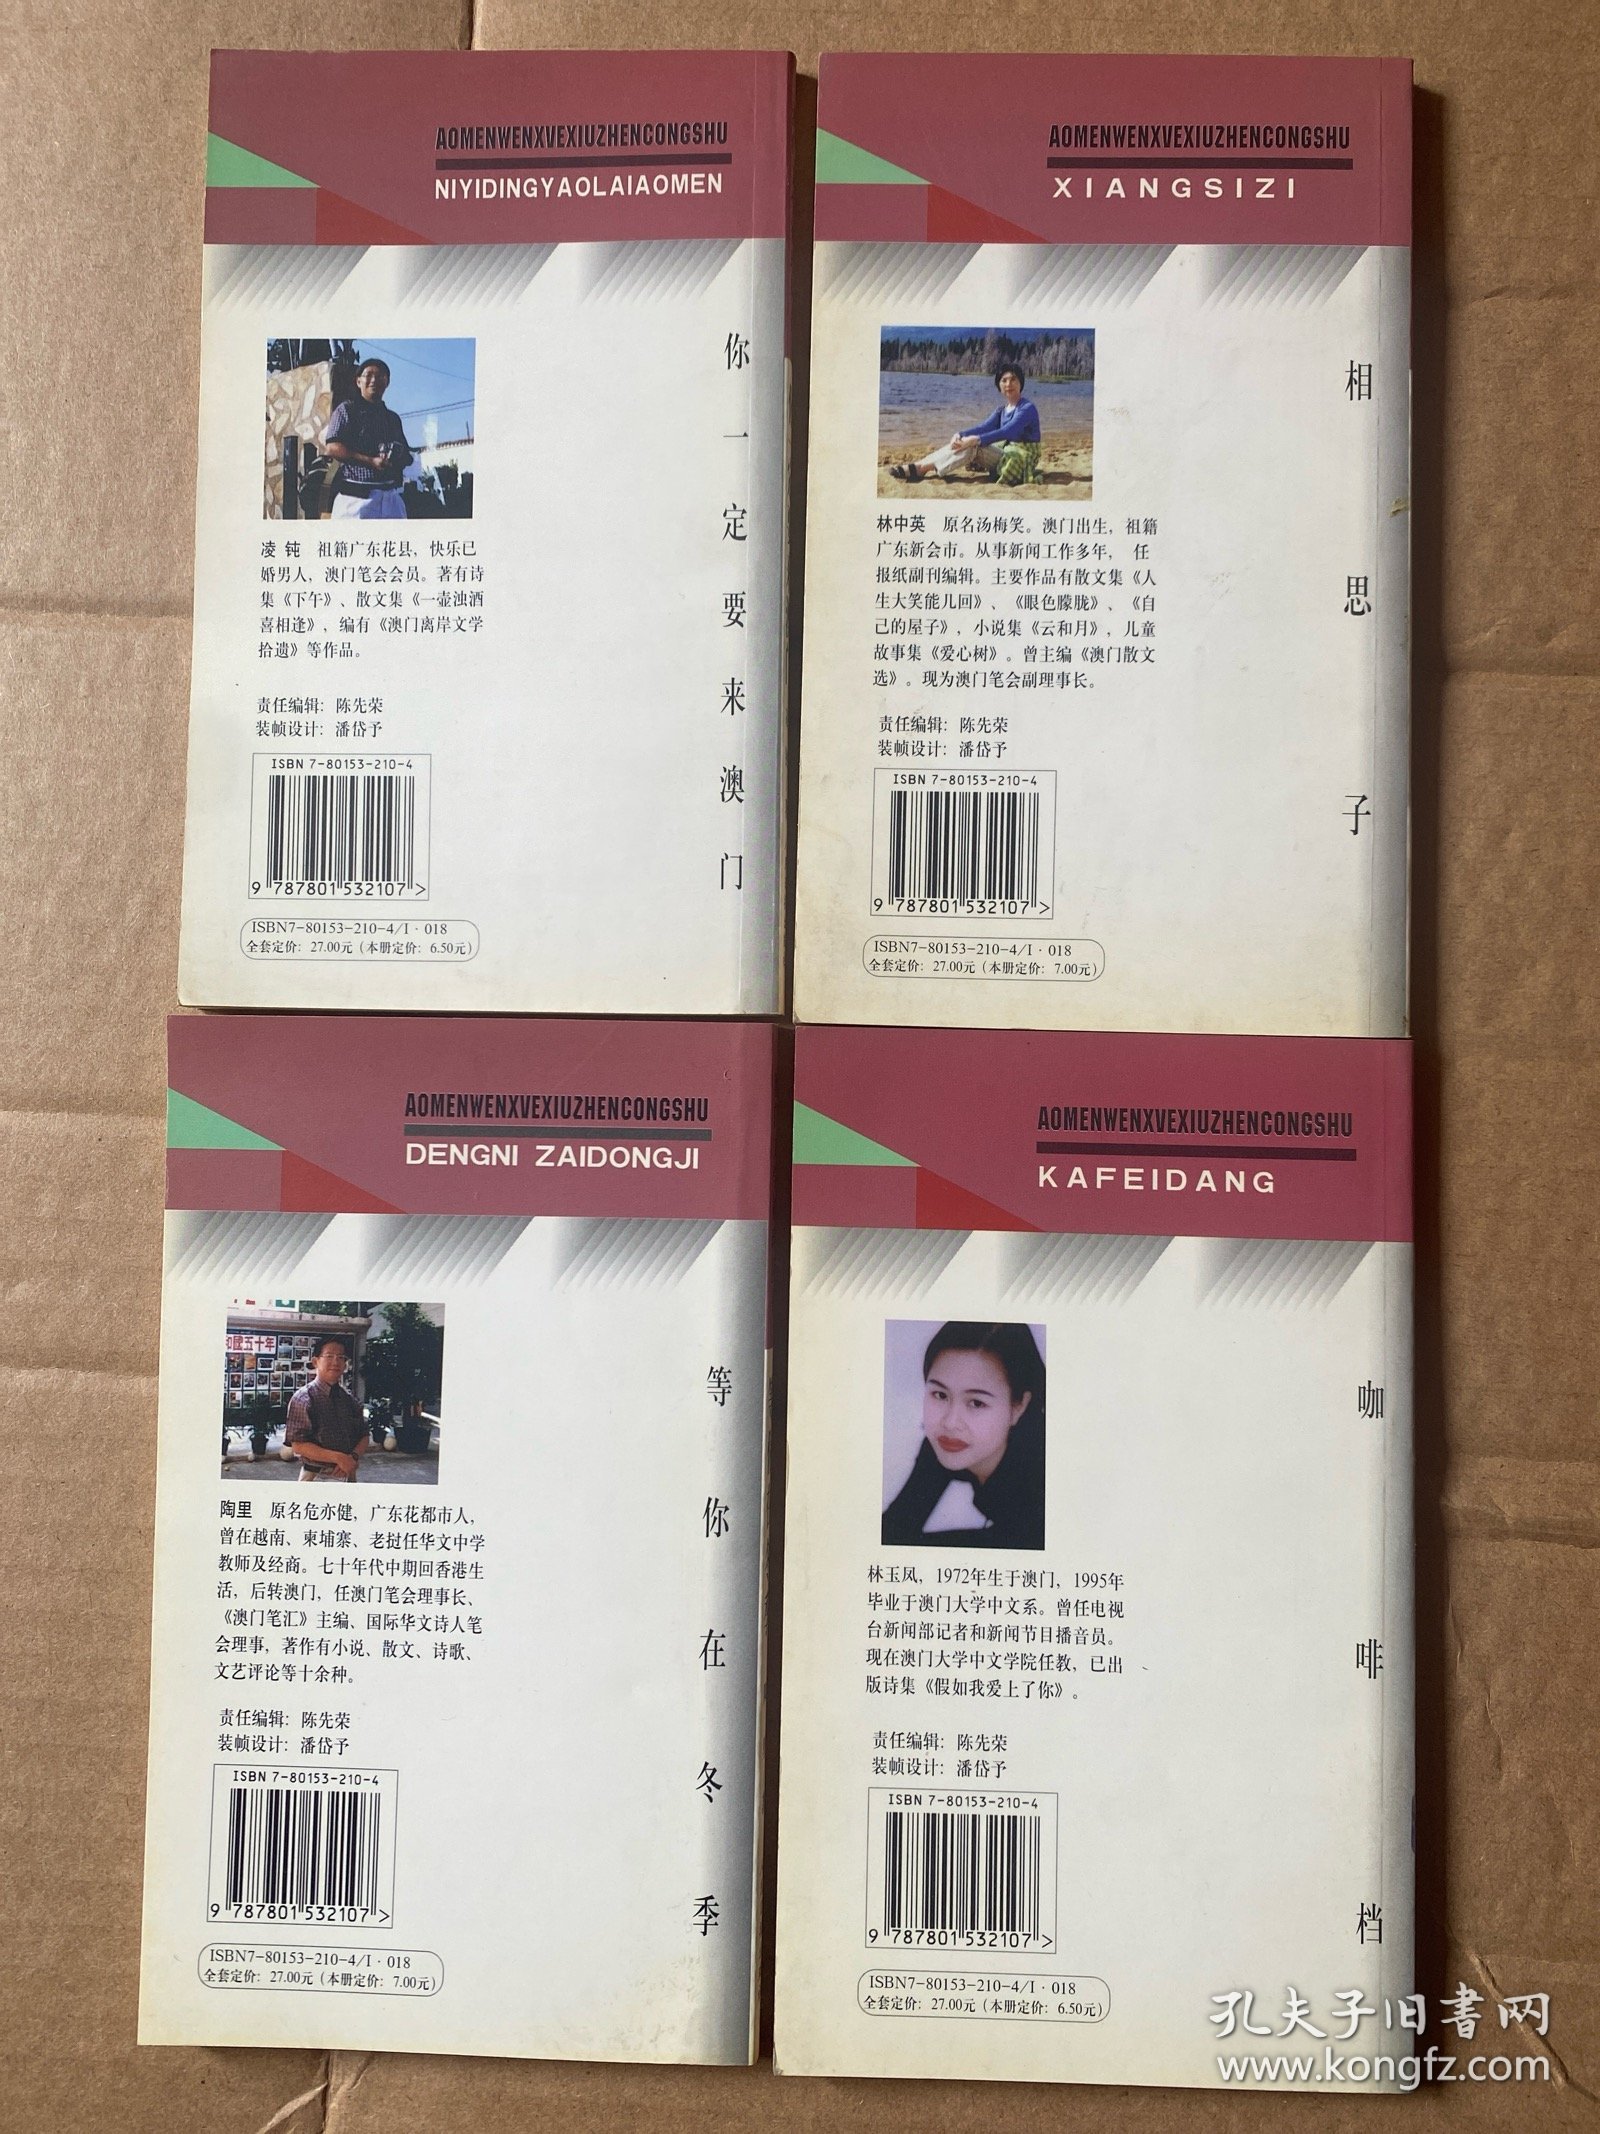 AOMENWENXVEXIUZHENCONGSHU
NIYIDINGYAOLAIAOMEN
你一定要来澳门
凌 钝 祖籍广东花县，快乐已
婚男人，澳门笔会会员。著有诗
集《下午》、散文集《一壶浊酒
喜相逢》，编有《澳门离岸文学
拾遗》等作品。
责任编辑：陈先荣
装帧设计：潘岱予
ISBN 7-80153-210-4
9 787801 532107 >
ISBN7-80153-210-4/I·018
全套定价：27.00元（本册定价：6.50元）
AOMENWENXVEXIUZHENCONGSHU
XIANGSIZI
相思子
林中英 原名汤梅笑。澳门出生，祖籍
广东新会市。从事新闻工作多年， 任
报纸副刊编辑。主要作品有散文集《人
生大笑能几回》、《眼色朦胧》、《自
己的屋子》，小说集《云和月》，儿童
故事集《爱心树》。曾主编《澳门散文
选》。现为澳门笔会副理事长。
责任编辑：陈先荣
装帧设计：潘岱予
ISBN 7-80153-210-4
9 787801 532107 >
ISBN7-80153-210-4/I·018
全套定价：27.00元（本册定价：7.00元）
AOMENWENXVEXIUZHENCONGSHU
DENGNI ZAIDONGJI
和國五十年
等你在冬季
陶里 原名危亦健，广东花都市人，
曾在越南、柬埔寨、老挝任华文中学
教师及经商。七十年代中期回香港生
活，后转澳门，任澳门笔会理事长、
《澳门笔汇》主编、国际华文诗人笔
会理事，著作有小说、散文、诗歌、
文艺评论等十余种。
责任编辑：陈先荣
装帧设计：潘岱予
ISBN 7-80153-210-4
9 787801 532107 >
ISBN7-80153-210-4/I·018
全套定价：27.00元（本册定价：7.00元）
AOMENWENXVEXIUZHENCONGSHU
KAFEIDANG
咖啡档
林玉凤，1972年生于澳门，1995年
毕业于澳门大学中文系。曾任电视
台新闻部记者和新闻节目播音员。
现在澳门大学中文学院任教，已出
版诗集《假如我爱上了你》。
责任编辑：陈先荣
装帧设计：潘岱予
ISBN 7-80153-210-4
9 787801 532107 >
ISBN7-80153-210-4/I·018
全套定价：27.00元（本册定价：6.50元）
孔夫子旧書网
www.kongfz.com